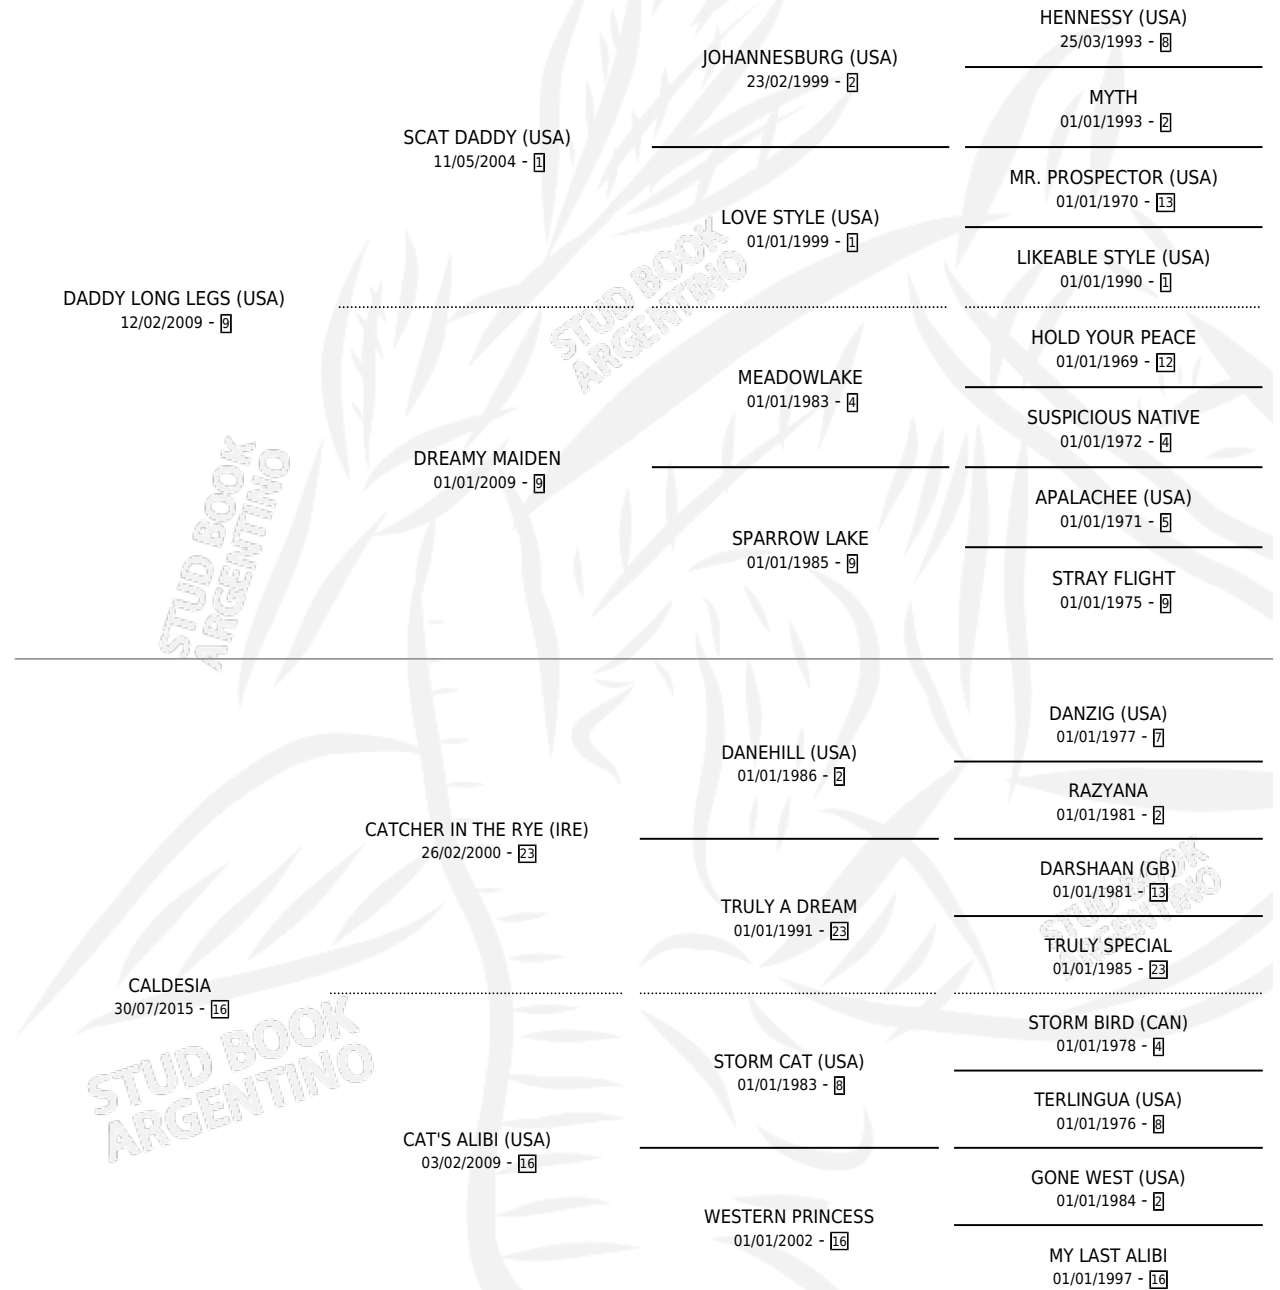 HENNESSY (USA)
25/03/1993 - 8
JOHANNESBURG (USA)
23/02/1999 - 2
MYTH
01/01/1993 - 2
SCAT DADDY (USA)
11/05/2004 - 1
MR. PROSPECTOR (USA)
01/01/1970 - 13
LOVE STYLE (USA)
01/01/1999 - 1
LIKEABLE STYLE (USA)
01/01/1990 - 1
DADDY LONG LEGS (USA)
12/02/2009 - 9
STUD BOOK
ARGENTINO
HOLD YOUR PEACE
01/01/1969 - 12
MEADOWLAKE
01/01/1983 - 4
SUSPICIOUS NATIVE
01/01/1972 - 4
DREAMY MAIDEN
01/01/2009 - 9
APALACHEE (USA)
01/01/1971 - 5
SPARROW LAKE
01/01/1985 - 9
STRAY FLIGHT
01/01/1975 - 9
STUD BOOK
ARGENTINO
DANZIG (USA)
01/01/1977 - 7
DANEHILL (USA)
01/01/1986 - 2
RAZYANA
01/01/1981 - 2
CATCHER IN THE RYE (IRE)
26/02/2000 - 23
DARSHAAN (GB)
01/01/1981 - 13
TRULY A DREAM
01/01/1991 - 23
TRULY SPECIAL
01/01/1985 - 23
STUD BOOK
ARGENTINO
CALDESIA
30/07/2015 - 16
STORM BIRD (CAN)
01/01/1978 - 4
STORM CAT (USA)
01/01/1983 - 8
TERLINGUA (USA)
01/01/1976 - 8
STUD BOOK
ARGENTINO
CAT'S ALIBI (USA)
03/02/2009 - 16
GONE WEST (USA)
01/01/1984 - 2
WESTERN PRINCESS
01/01/2002 - 16
MY LAST ALIBI
01/01/1997 - 16